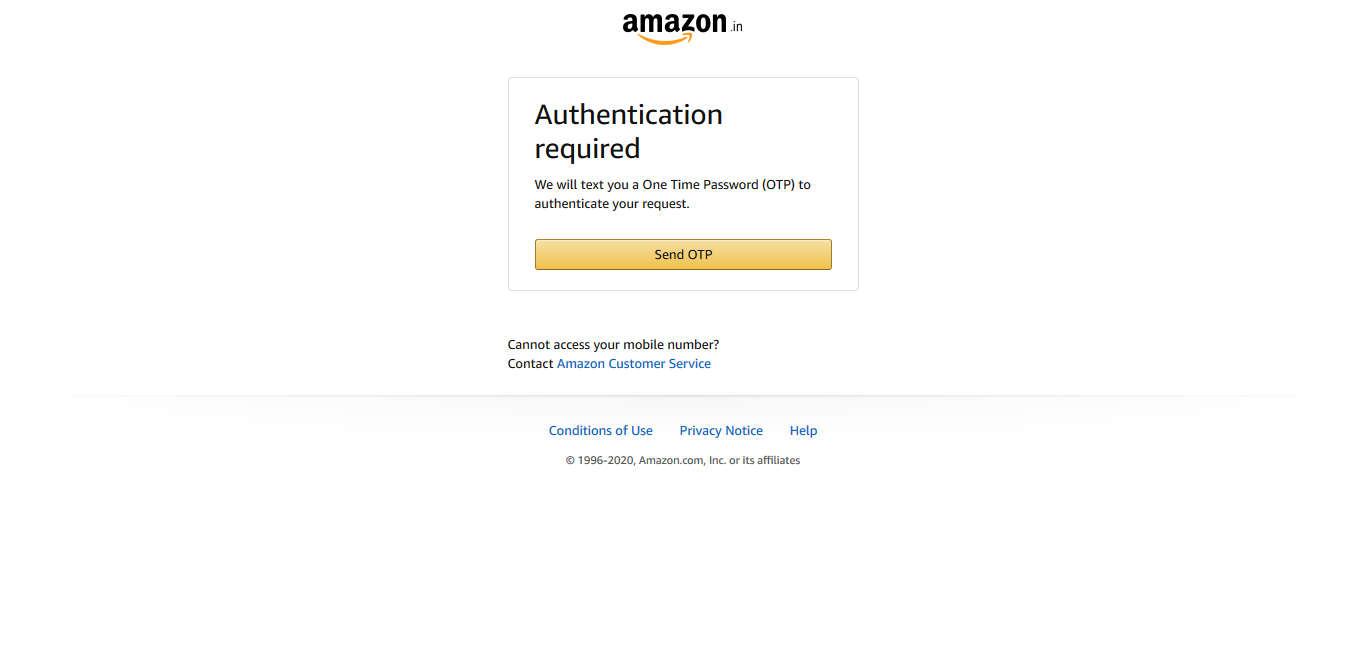 amazon.in
Authentication
required
We will text you a One Time Password (OTP) to
authenticate your request.
Send OTP
Cannot access your mobile number?
Contact Amazon Customer Service
Conditions of Use Privacy Notice Help
© 1996-2020, Amazon.com, Inc. or its affiliates